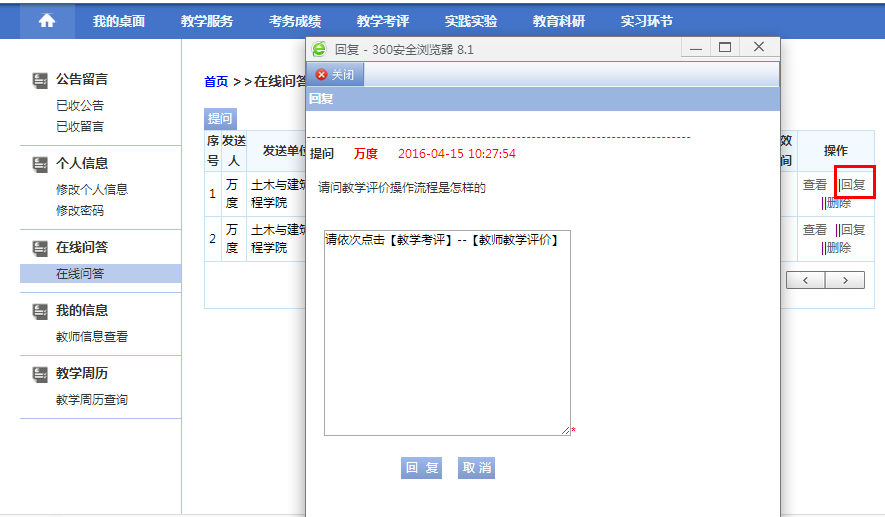 我的桌面 教学服务 考务成绩 教学考评 实践实验 教育科研 实习环节
公告留言
已收公告
已收留言
个人信息
修改个人信息
修改密码
在线问答
在线问答
我的信息
教师信息查看
教学周历
教学周历查询
首页 >>在线问答
提问
序号 发送人 发送单位
操作
1 万度 土木与建筑
程学院
查看 ||回复
||删除
2 万度 土木与建筑
程学院
查看 ||回复
||删除
< >
回复 - 360安全浏览器 8.1
关闭
回复
提问 万度 2016-04-15 10:27:54
请问教学评价操作流程是怎样的
请依次点击【教学考评】--【教师教学评价】
*
回 复 取 消